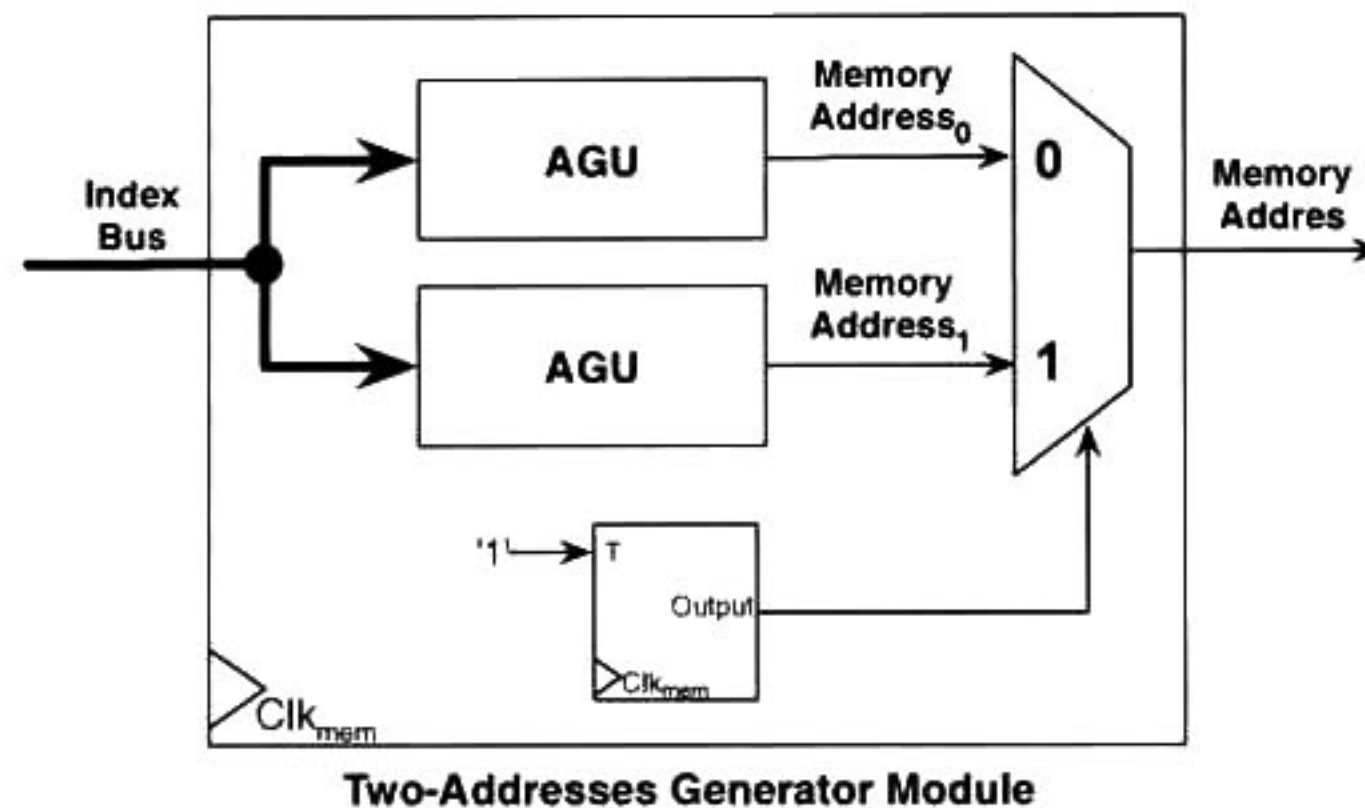 Index
Bus
AGU
Memory
Address0
0
Memory
Addres
AGU
Memory
Address1
1
'1'
T
Output
Clkmem
Clkmem
Two-Addresses Generator Module